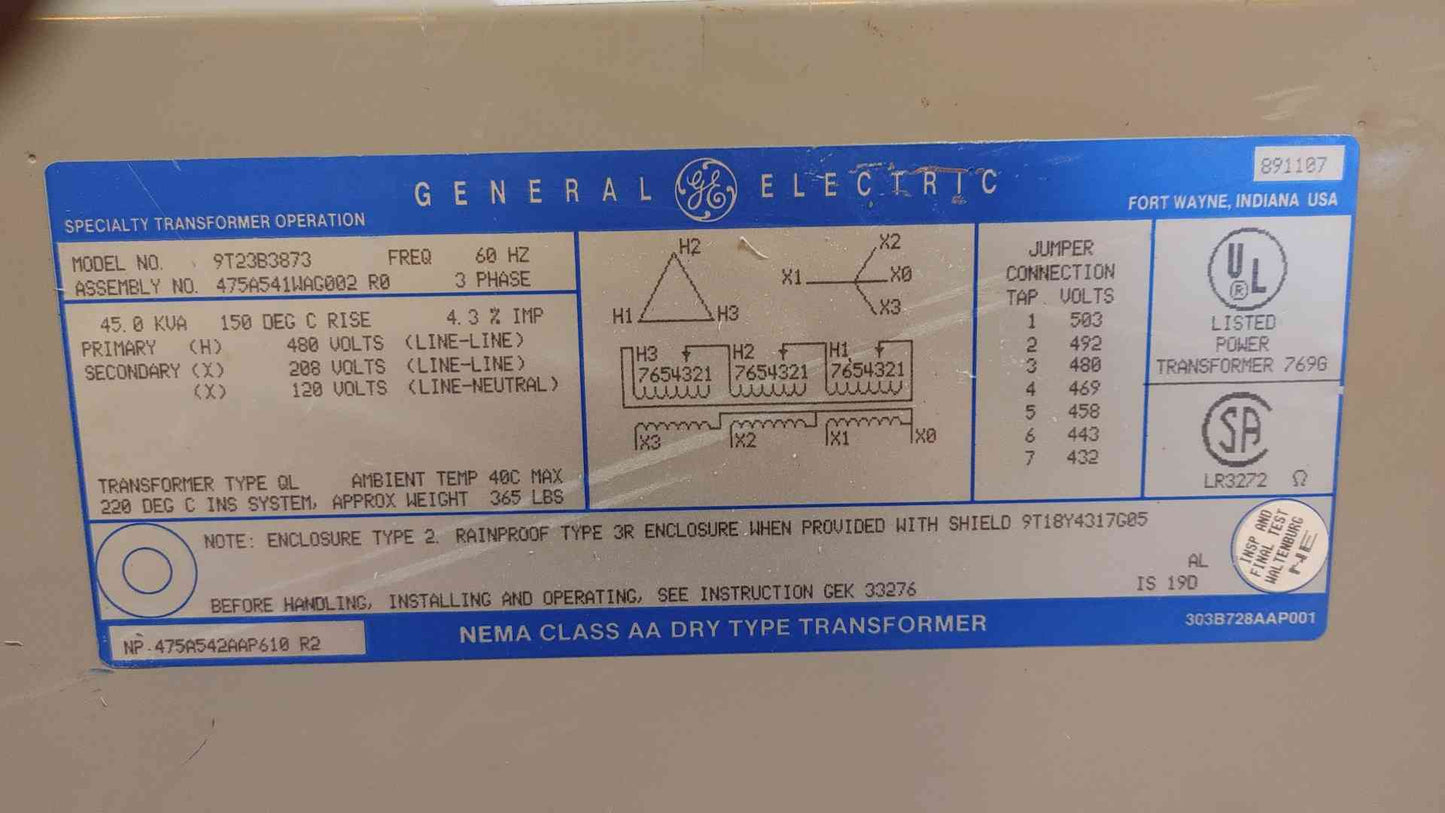 891107
GENERAL GE ELECTRIC
SPECIALTY TRANSFORMER OPERATION
FORT WAYNE, INDIANA USA
MODEL NO. 9T23B3873 FREQ 60 HZ
ASSEMBLY NO. 475A541WAG002 R0 3 PHASE
45.0 KVA 150 DEG C RISE 4.3 % IMP
PRIMARY (H) 480 VOLTS (LINE-LINE)
SECONDARY (X) 208 VOLTS (LINE-LINE)
(X) 120 VOLTS (LINE-NEUTRAL)
TRANSFORMER TYPE QL AMBIENT TEMP 40C MAX
220 DEG C INS SYSTEM, APPROX WEIGHT 365 LBS
H2
H1 H3
X2
X1 X0
X3
H3 H2 H1
7654321 7654321 7654321
X3 X2 X1 X0
JUMPER
CONNECTION
TAP VOLTS
1 503
2 492
3 480
4 469
5 458
6 443
7 432
UL
®
LISTED
POWER
TRANSFORMER 769G
SA
LR3272 Ω
NOTE: ENCLOSURE TYPE 2. RAINPROOF TYPE 3R ENCLOSURE WHEN PROVIDED WITH SHIELD 9T18Y4317G05
AL
IS 19D
INSP AND
FINAL TEST
WALTENBURG
BEFORE HANDLING, INSTALLING AND OPERATING, SEE INSTRUCTION GEK 33276
NP 475A542AAP610 R2
NEMA CLASS AA DRY TYPE TRANSFORMER
303B728AAP001